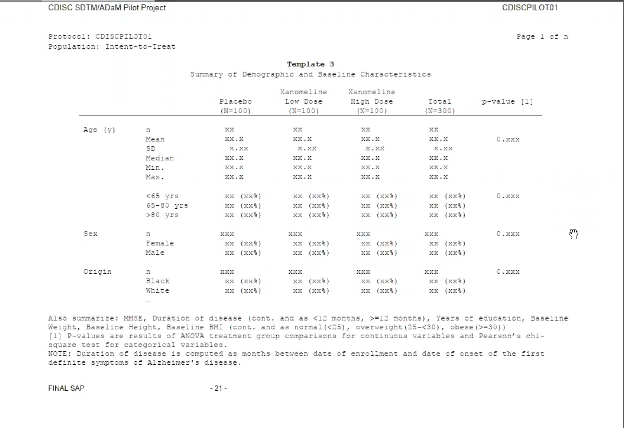 CDISC SDTM/ADaM Pilot Project CDISCPILOT01
Protocol: CDISCPILOT01 Page 1 of n
Population: Intent-to-Treat
Template 3
Summary of Demographic and Baseline Characteristics
Xanomeline Xanomeline
Placebo Low Dose High Dose Total p-value [1]
(N=100) (N=100) (N=100) (N=300)
Age (y) n xx xx xx xx
Mean xx.x xx.x xx.x xx.x 0.xxx
SD x.xx x.xx x.xx x.xx
Median xx.x xx.x xx.x xx.x
Min. xx.x xx.x xx.x xx.x
Max. xx.x xx.x xx.x xx.x
<65 yrs xx (xx%) xx (xx%) xx (xx%) xx (xx%) 0.xxx
65-80 yrs xx (xx%) xx (xx%) xx (xx%) xx (xx%)
>80 yrs xx (xx%) xx (xx%) xx (xx%) xx (xx%)
Sex n xxx xxx xxx xxx 0.xxx
Female xx (xx%) xx (xx%) xx (xx%) xx (xx%)
Male xx (xx%) xx (xx%) xx (xx%) xx (xx%)
Origin n xxx xxx xxx xxx 0.xxx
Black xx (xx%) xx (xx%) xx (xx%) xx (xx%)
White xx (xx%) xx (xx%) xx (xx%) xx (xx%)
…
Also summarize: MMSE, Duration of disease (cont. and as <12 months, >=12 months), Years of education, Baseline
Weight, Baseline Height, Baseline BMI (cont. and as normal(<25), overweight(25-<30), obese(>=30))
[1] P-values are results of ANOVA treatment group comparisons for continuous variables and Pearson's chi-
square test for categorical variables.
NOTE: Duration of disease is computed as months between date of enrollment and date of onset of the first
definite symptoms of Alzheimer's disease.
FINAL SAP - 21 -